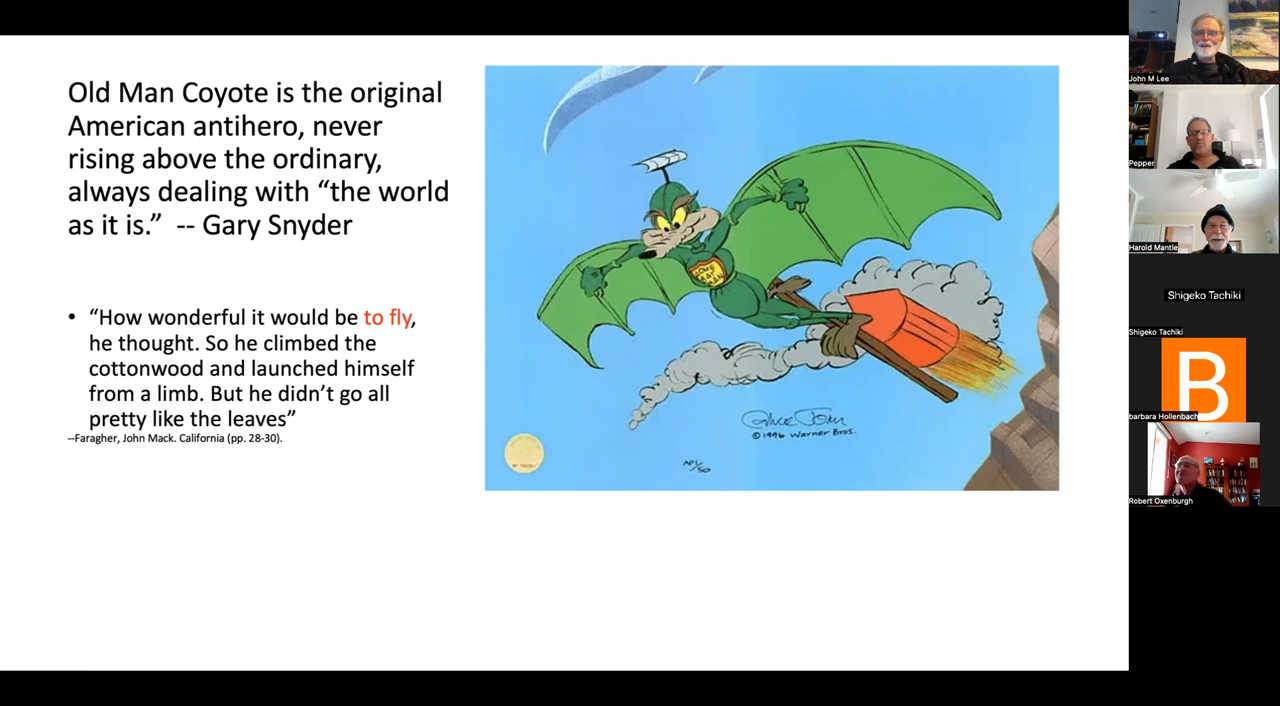 Old Man Coyote is the original
American antihero, never
rising above the ordinary,
always dealing with “the world
as it is.”  -- Gary Snyder
• “How wonderful it would be to fly,
he thought. So he climbed the
cottonwood and launched himself
from a limb. But he didn’t go all
pretty like the leaves”
--Faragher, John Mack. California (pp. 28-30).
©1996 Warner Bros.
John M Lee
Pepper
Harold Mantle
Shigeko Tachiki
Shigeko Tachiki
B
barbara Hollenbach
Robert Oxenburgh